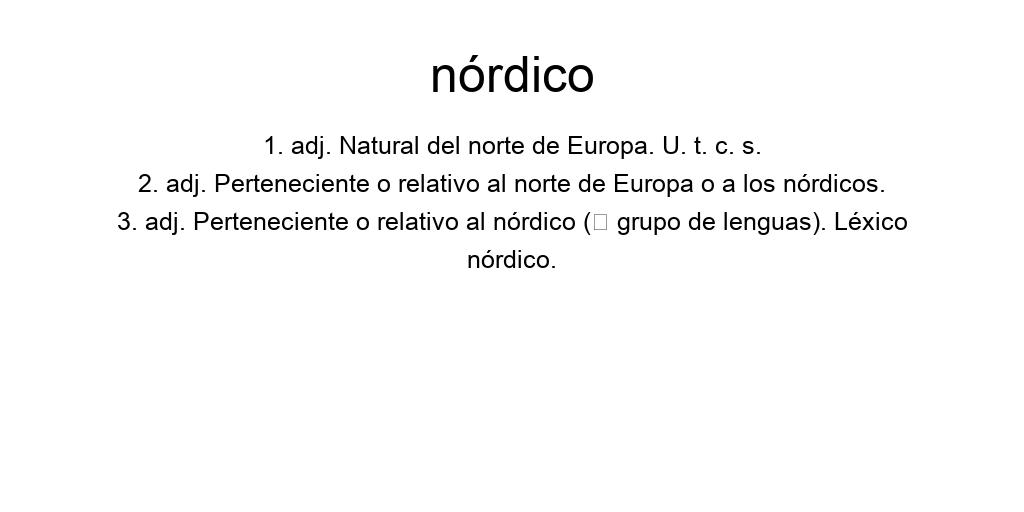 nórdico
1. adj. Natural del norte de Europa. U. t. c. s.
2. adj. Perteneciente o relativo al norte de Europa o a los nórdicos.
3. adj. Perteneciente o relativo al nórdico (□ grupo de lenguas). Léxico
nórdico.